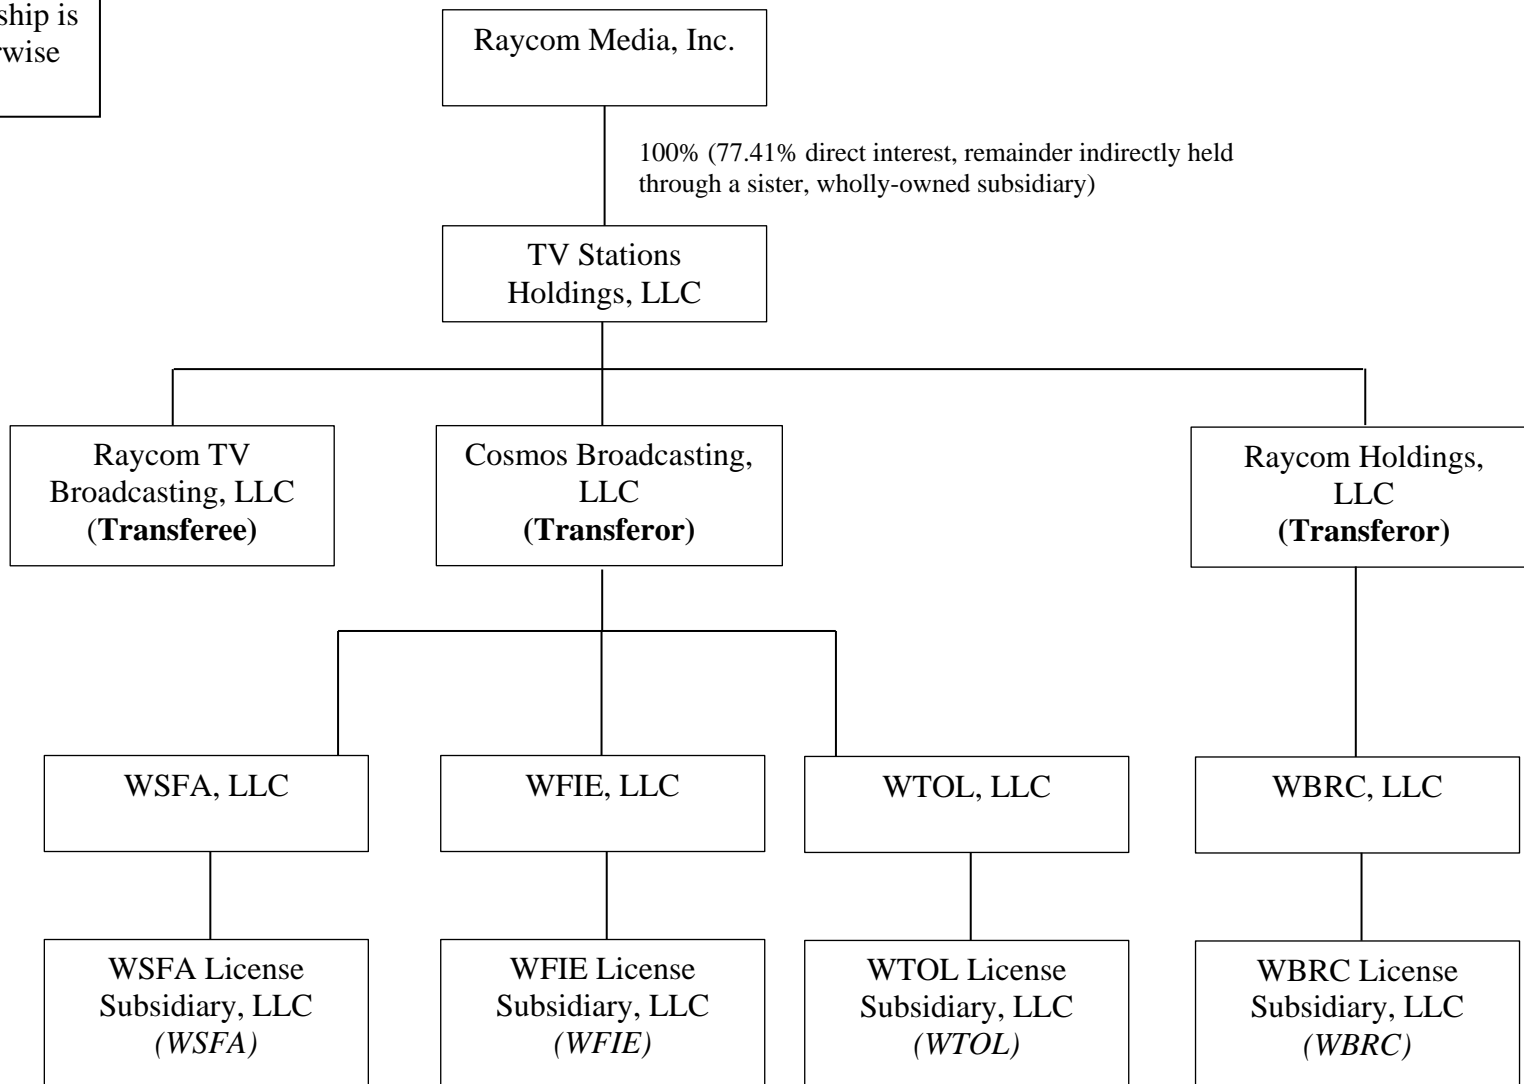 ship is
rwise
Raycom Media, Inc.
100% (77.41% direct interest, remainder indirectly held
through a sister, wholly-owned subsidiary)
TV Stations
Holdings, LLC
Raycom TV
Broadcasting, LLC
(Transferee)
Cosmos Broadcasting,
LLC
(Transferor)
Raycom Holdings,
LLC
(Transferor)
WSFA, LLC
WFIE, LLC
WTOL, LLC
WBRC, LLC
WSFA License
Subsidiary, LLC
(WSFA)
WFIE License
Subsidiary, LLC
(WFIE)
WTOL License
Subsidiary, LLC
(WTOL)
WBRC License
Subsidiary, LLC
(WBRC)